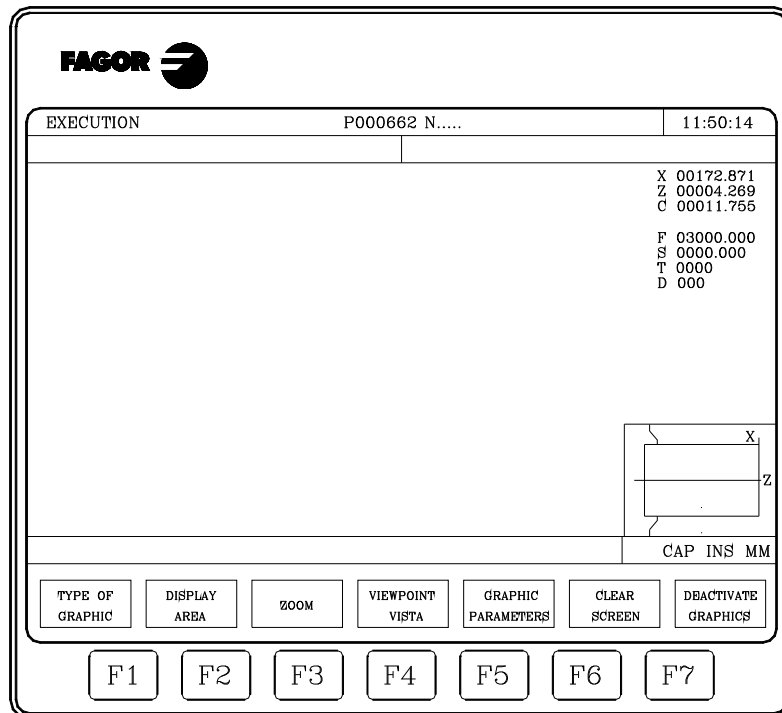 FAGOR
EXECUTION P000662 N..... 11:50:14
X 00172.871
Z 00004.269
C 00011.755
F 03000.000
S 0000.000
T 0000
D 000
X
Z
CAP INS MM
TYPE OF GRAPHIC
DISPLAY AREA
ZOOM
VIEWPOINT VISTA
GRAPHIC PARAMETERS
CLEAR SCREEN
DEACTIVATE GRAPHICS
F1 F2 F3 F4 F5 F6 F7